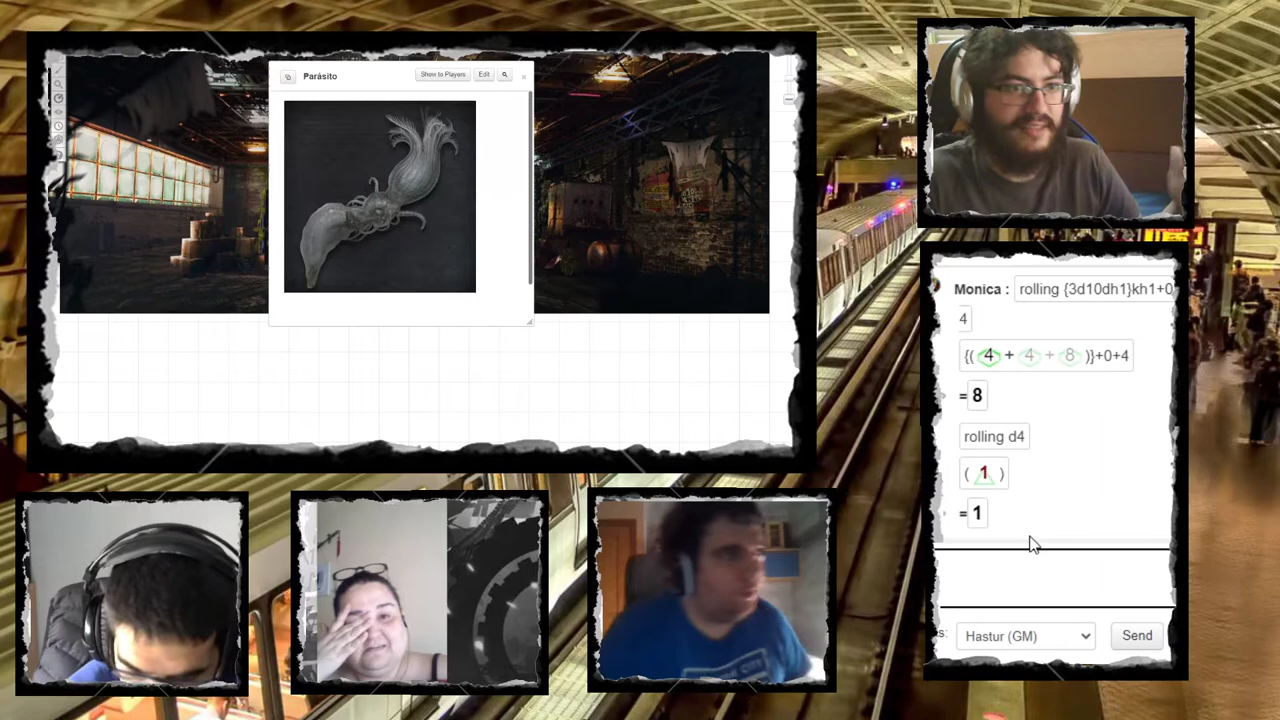 Parásito
Show to Players
Edit
Monica :
rolling {3d10dh1}kh1+0
4
{( 4 + 4 + 8 )}+0+4
= 8
rolling d4
( 1 )
= 1
s:
Hastur (GM)
Send
CITY